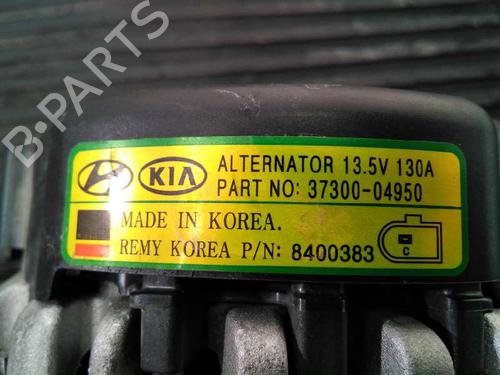 B-PARTS
KIA ALTERNATOR 13.5V 130A
PART NO: 37300-04950
MADE IN KOREA.
REMY KOREA P/N: 8400383
C